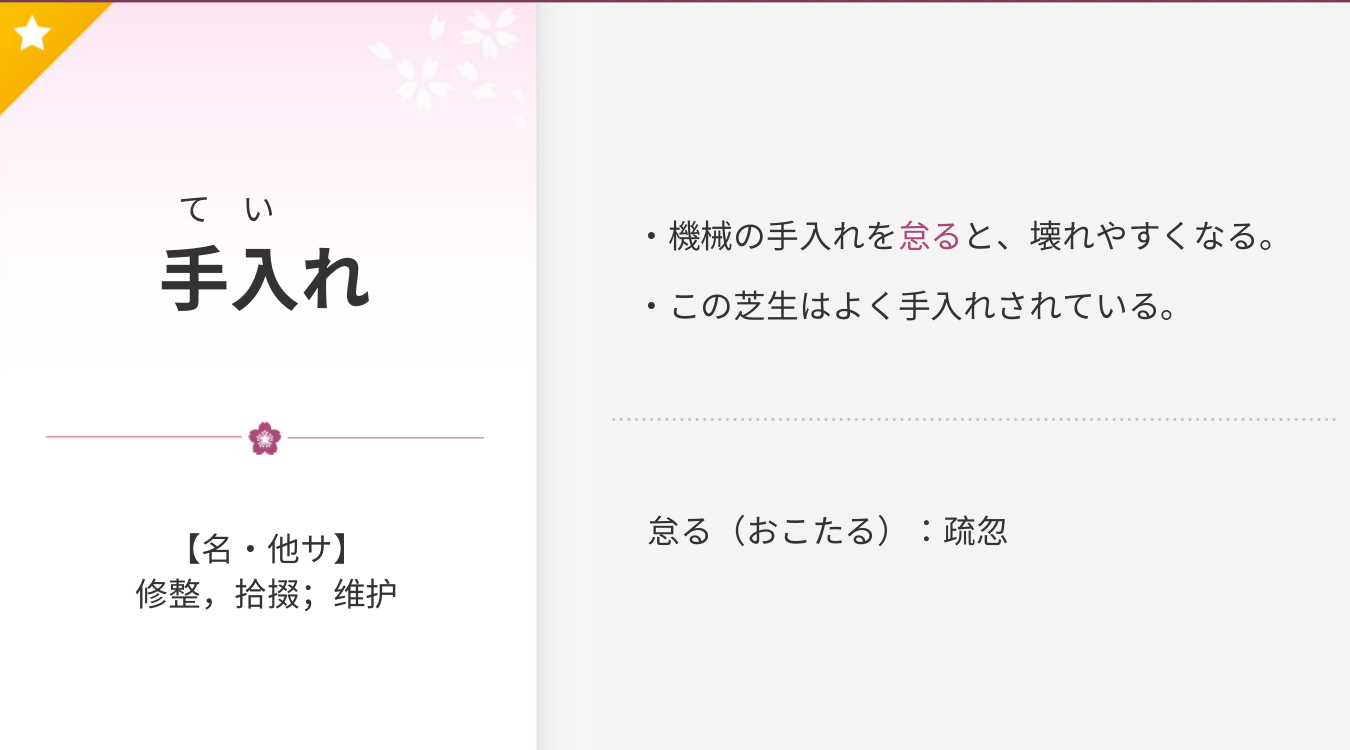 て い
手入れ
【名・他サ】
修整，拾掇；维护
・機械の手入れを怠ると、壊れやすくなる。
・この芝生はよく手入れされている。
怠る（おこたる）：疏忽